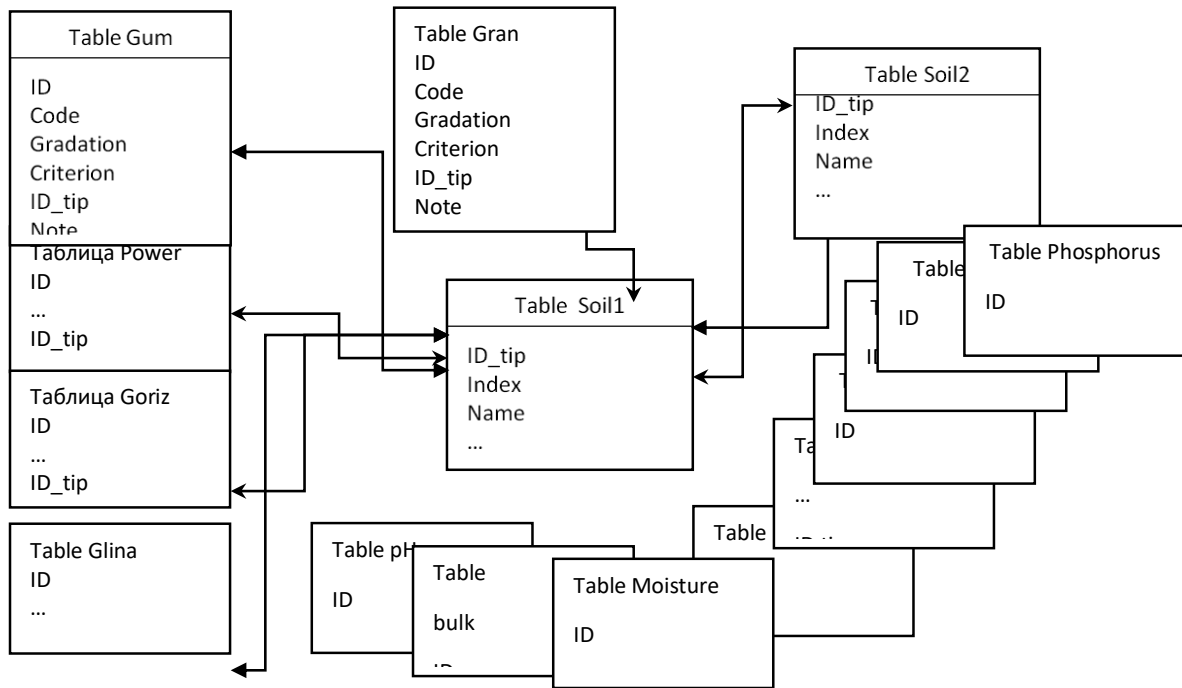 Table Gum
ID
Code
Gradation
Criterion
ID_tip
Note
Таблица Power
ID
...
ID_tip
Таблица Goriz
ID
...
ID_tip
Table Glina
ID
...
Table Gran
ID
Code
Gradation
Criterion
ID_tip
Note
Table Soil1
ID_tip
Index
Name
...
Table Soil2
ID_tip
Index
Name
...
Table Phosphorus
ID
Table
ID
ID
...
Table
Table pH
ID
Table
bulk
ID
Table Moisture
ID